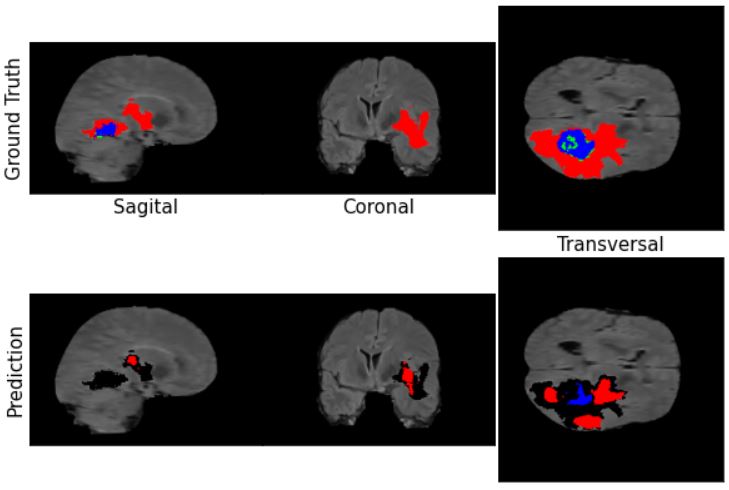 Ground Truth
Sagital
Coronal
Transversal
Prediction